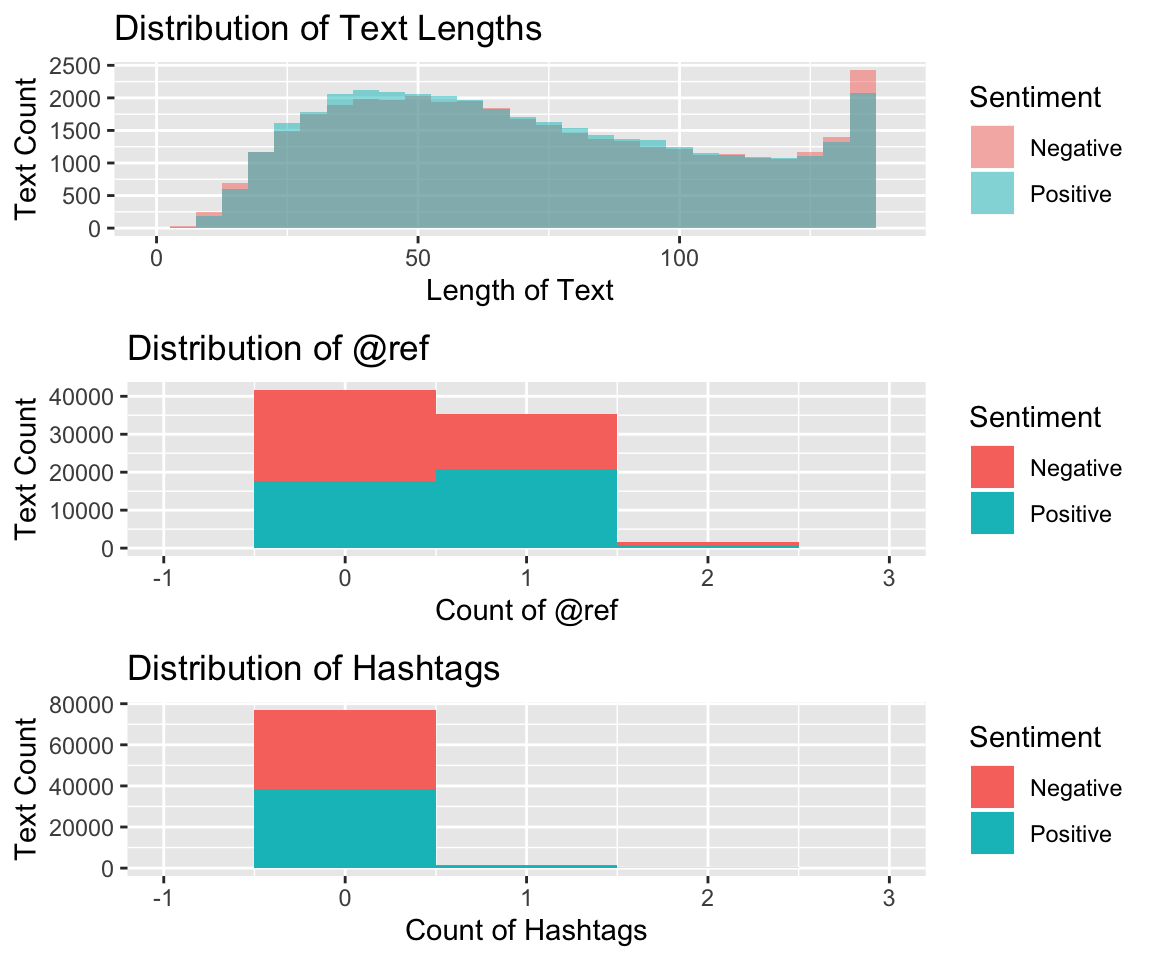 Distribution of Text Lengths
Text Count
2500
2000
1500
1000
500
0
0 50 100
Length of Text
Sentiment
Negative
Positive
Distribution of @ref
Text Count
40000
30000
20000
10000
0
-1 0 1 2 3
Count of @ref
Sentiment
Negative
Positive
Distribution of Hashtags
Text Count
80000
60000
40000
20000
0
-1 0 1 2 3
Count of Hashtags
Sentiment
Negative
Positive